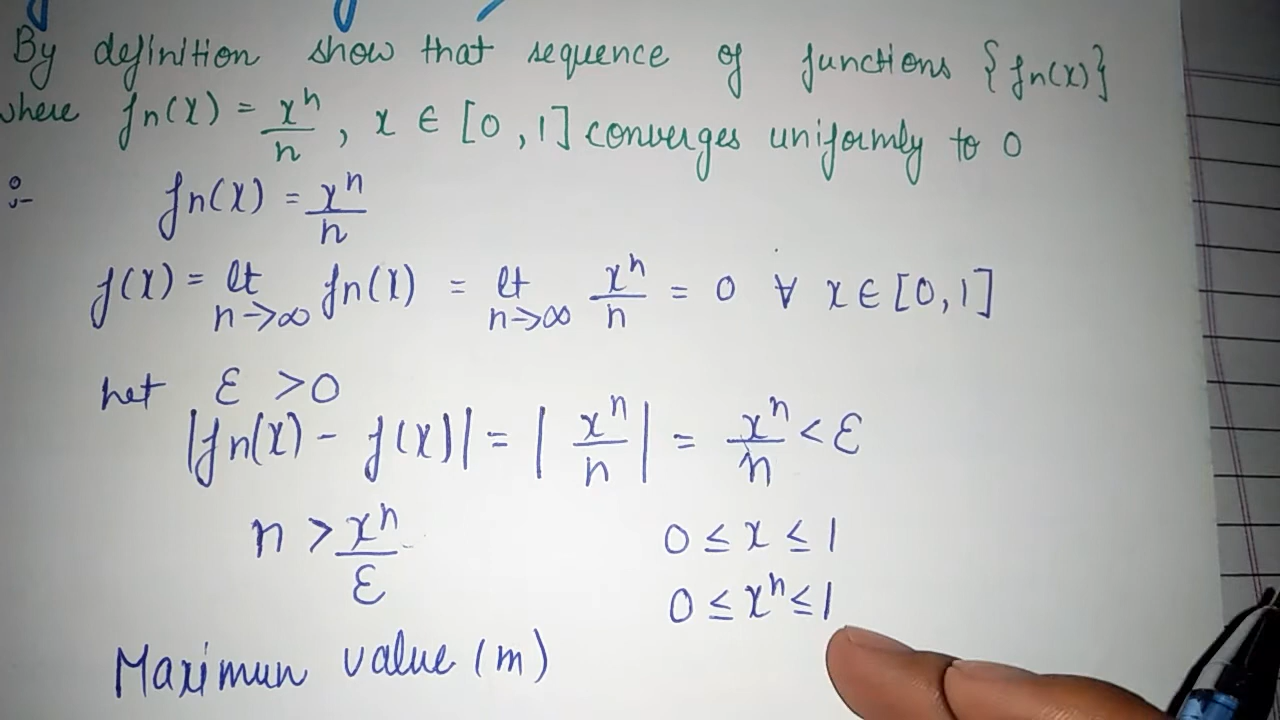 By definition show that sequence of functions {fn(x)}
where fn(x) = x^n/n, x ∈ [0,1] converges uniformly to 0
:- fn(x) = x^n/n
f(x) = lt n→∞ fn(x) = lt n→∞ x^n/n = 0 ∀ x ∈ [0,1]
Let ε > 0
|fn(x) - f(x)| = |x^n/n| = x^n/n < ε
n > x^n/ε 0 ≤ x ≤ 1
0 ≤ x^n ≤ 1
Maximun value (m)